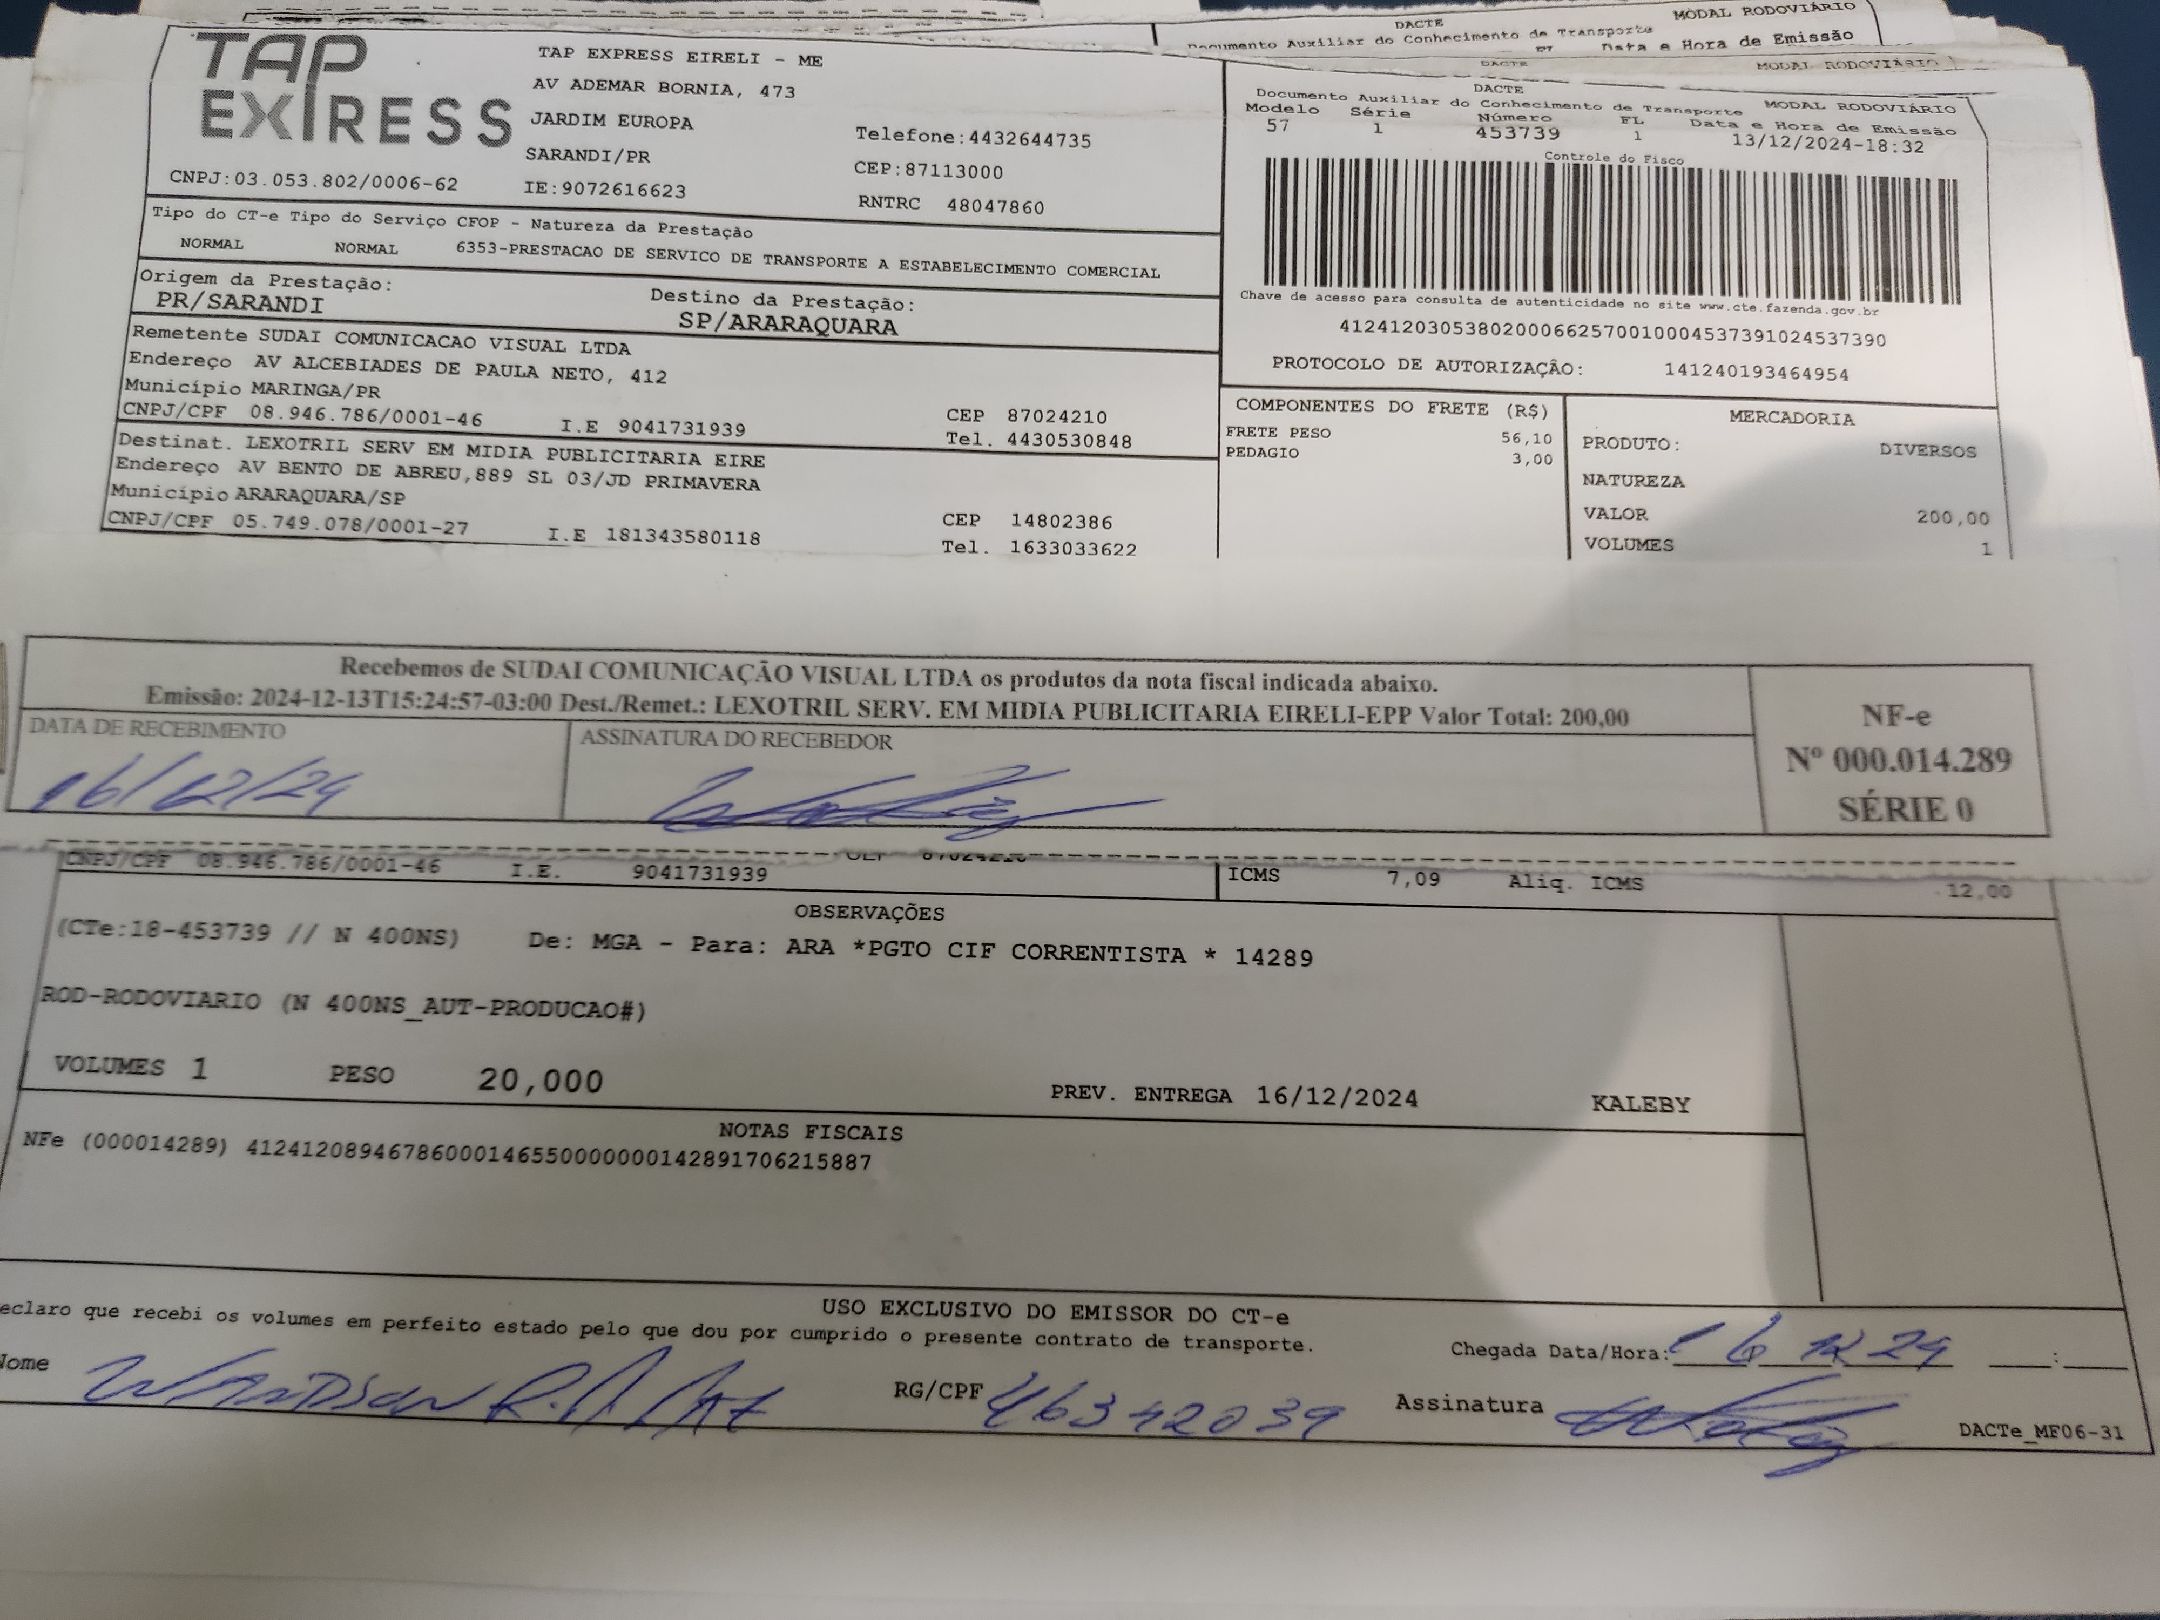 DACTE
MODAL RODOVIÁRIO
Documento Auxiliar do Conhecimento de Transporte
Data e Hora de Emissão
DACTE
MODAL RODOVIÁRIO
TAP EXPRESS
TAP EXPRESS EIRELI - ME
AV ADEMAR BORNIA, 473
JARDIM EUROPA
Telefone:4432644735
SARANDI/PR
CEP:87113000
CNPJ:03.053.802/0006-62
IE:9072616623
RNTRC 48047860
DACTE
Documento Auxiliar do Conhecimento de Transporte MODAL RODOVIÁRIO
Modelo Série Número FL Data e Hora de Emissão
57 1 453739 1 13/12/2024-18:32
Controle do Fisco
Chave de acesso para consulta de autenticidade no site www.cte.fazenda.gov.br
41241203053802000662570010004537391024537390
PROTOCOLO DE AUTORIZAÇÃO: 141240193464954
Tipo do CT-e Tipo do Serviço CFOP - Natureza da Prestação
NORMAL NORMAL 6353-PRESTACAO DE SERVICO DE TRANSPORTE A ESTABELECIMENTO COMERCIAL
Origem da Prestação: Destino da Prestação:
PR/SARANDI SP/ARARAQUARA
Remetente SUDAI COMUNICACAO VISUAL LTDA
Endereço AV ALCEBIADES DE PAULA NETO, 412
Município MARINGA/PR
CNPJ/CPF 08.946.786/0001-46 I.E 9041731939
CEP 87024210
Tel. 4430530848
Destinat. LEXOTRIL SERV EM MIDIA PUBLICITARIA EIRE
Endereço AV BENTO DE ABREU,889 SL 03/JD PRIMAVERA
Município ARARAQUARA/SP
CNPJ/CPF 05.749.078/0001-27 I.E 181343580118
CEP 14802386
Tel. 1633033622
COMPONENTES DO FRETE (R$)
FRETE PESO 56,10
PEDAGIO 3,00
MERCADORIA
PRODUTO: DIVERSOS
NATUREZA
VALOR 200,00
VOLUMES 1
Recebemos de SUDAI COMUNICAÇÃO VISUAL LTDA os produtos da nota fiscal indicada abaixo.
Emissão: 2024-12-13T15:24:57-03:00 Dest./Remet.: LEXOTRIL SERV. EM MIDIA PUBLICITARIA EIRELI-EPP Valor Total: 200,00
DATA DE RECEBIMENTO
ASSINATURA DO RECEBEDOR
16/12/24
NF-e
Nº 000.014.289
SÉRIE 0
CNPJ/CPF 08.946.786/0001-46 I.E. 9041731939
ICMS 7,09 Aliq. ICMS 12,00
OBSERVAÇÕES
(CTe:18-453739 // N 400NS) De: MGA - Para: ARA *PGTO CIF CORRENTISTA * 14289
ROD-RODOVIARIO (N 400NS_AUT-PRODUCAO#)
VOLUMES 1 PESO 20,000 PREV. ENTREGA 16/12/2024 KALEBY
NOTAS FISCAIS
NFe (000014289) 41241208946786000146550000000142891706215887
USO EXCLUSIVO DO EMISSOR DO CT-e
eclaro que recebi os volumes em perfeito estado pelo que dou por cumprido o presente contrato de transporte.
Chegada Data/Hora: 16 12 24 :
Nome RG/CPF 46342039 Assinatura
DACTe_MF06-31